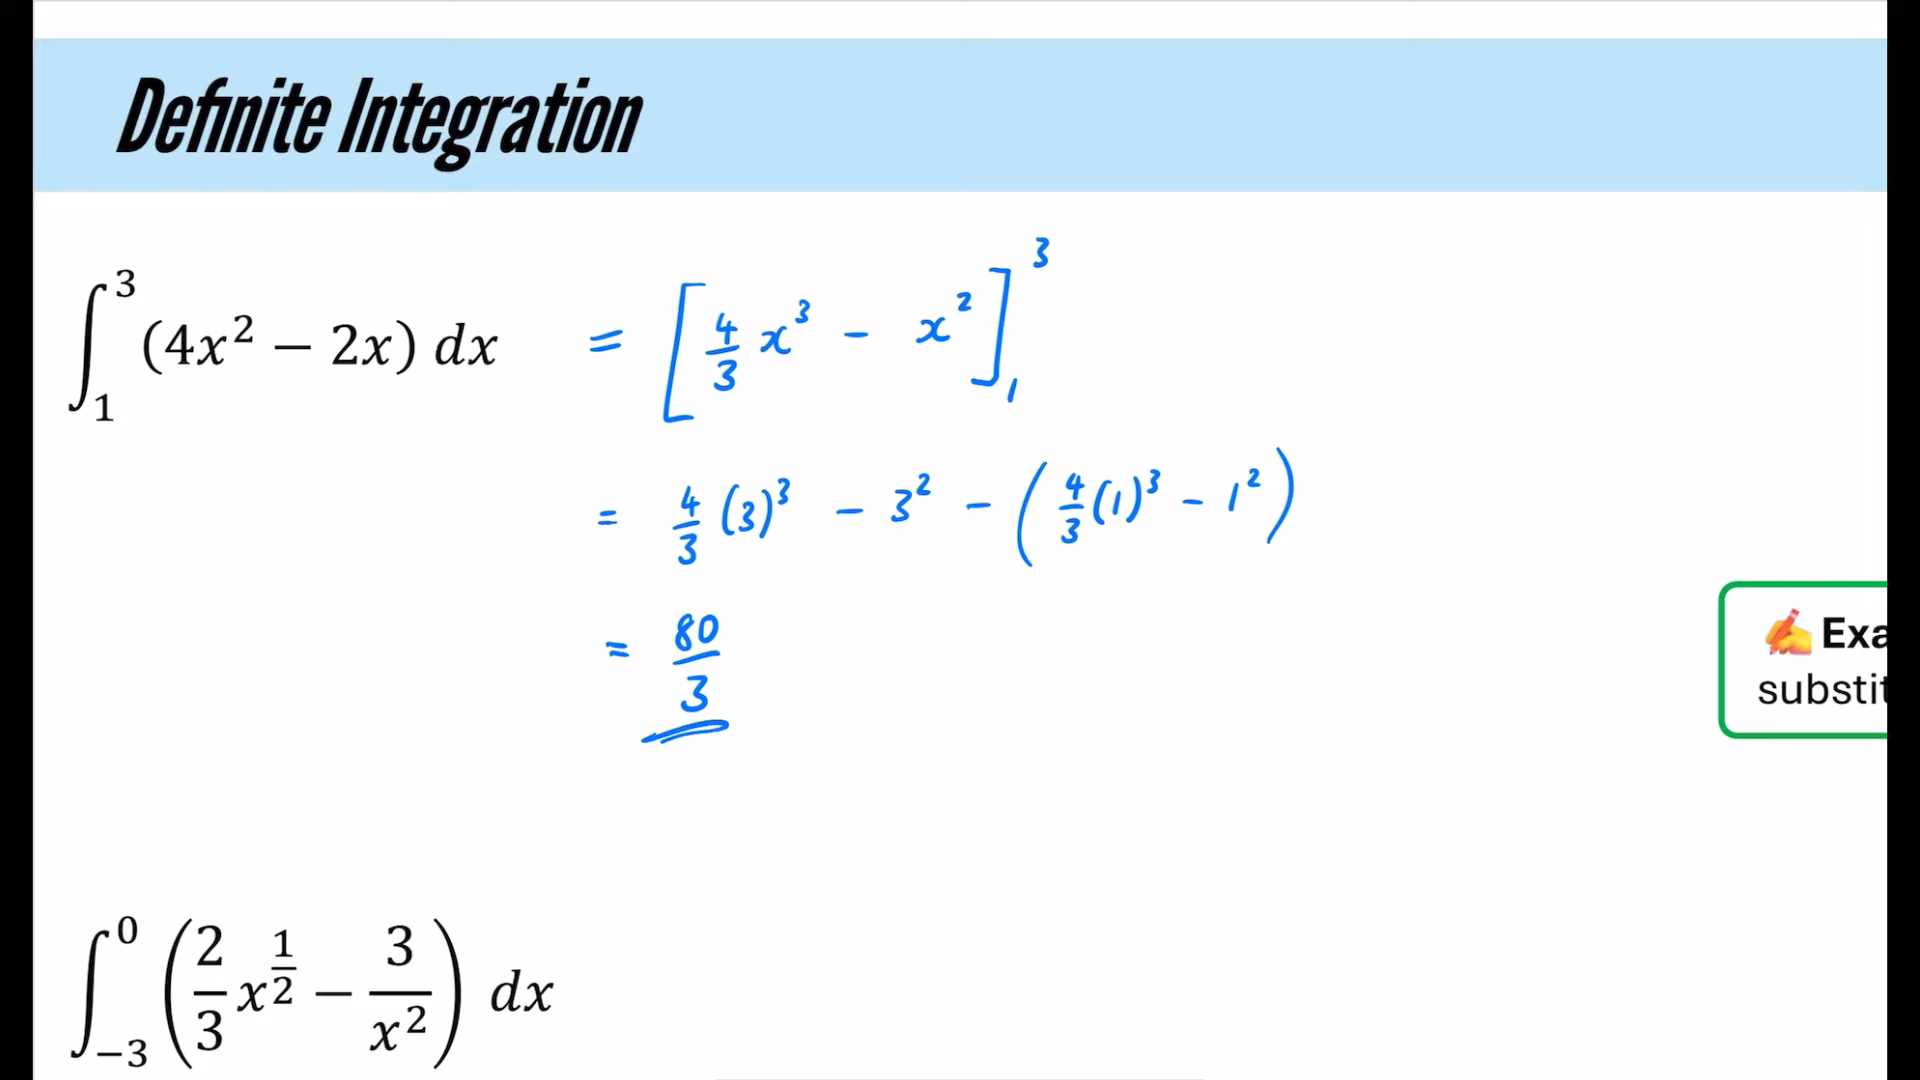 Definite Integration
∫₁³ (4x² − 2x) dx = [4/3 x³ − x²]₁³
= 4/3 (3)³ − 3² − (4/3 (1)³ − 1²)
= 80/3
✍️ Exa
substit
∫₋₃⁰ (2/3 x^(1/2) − 3/x²) dx